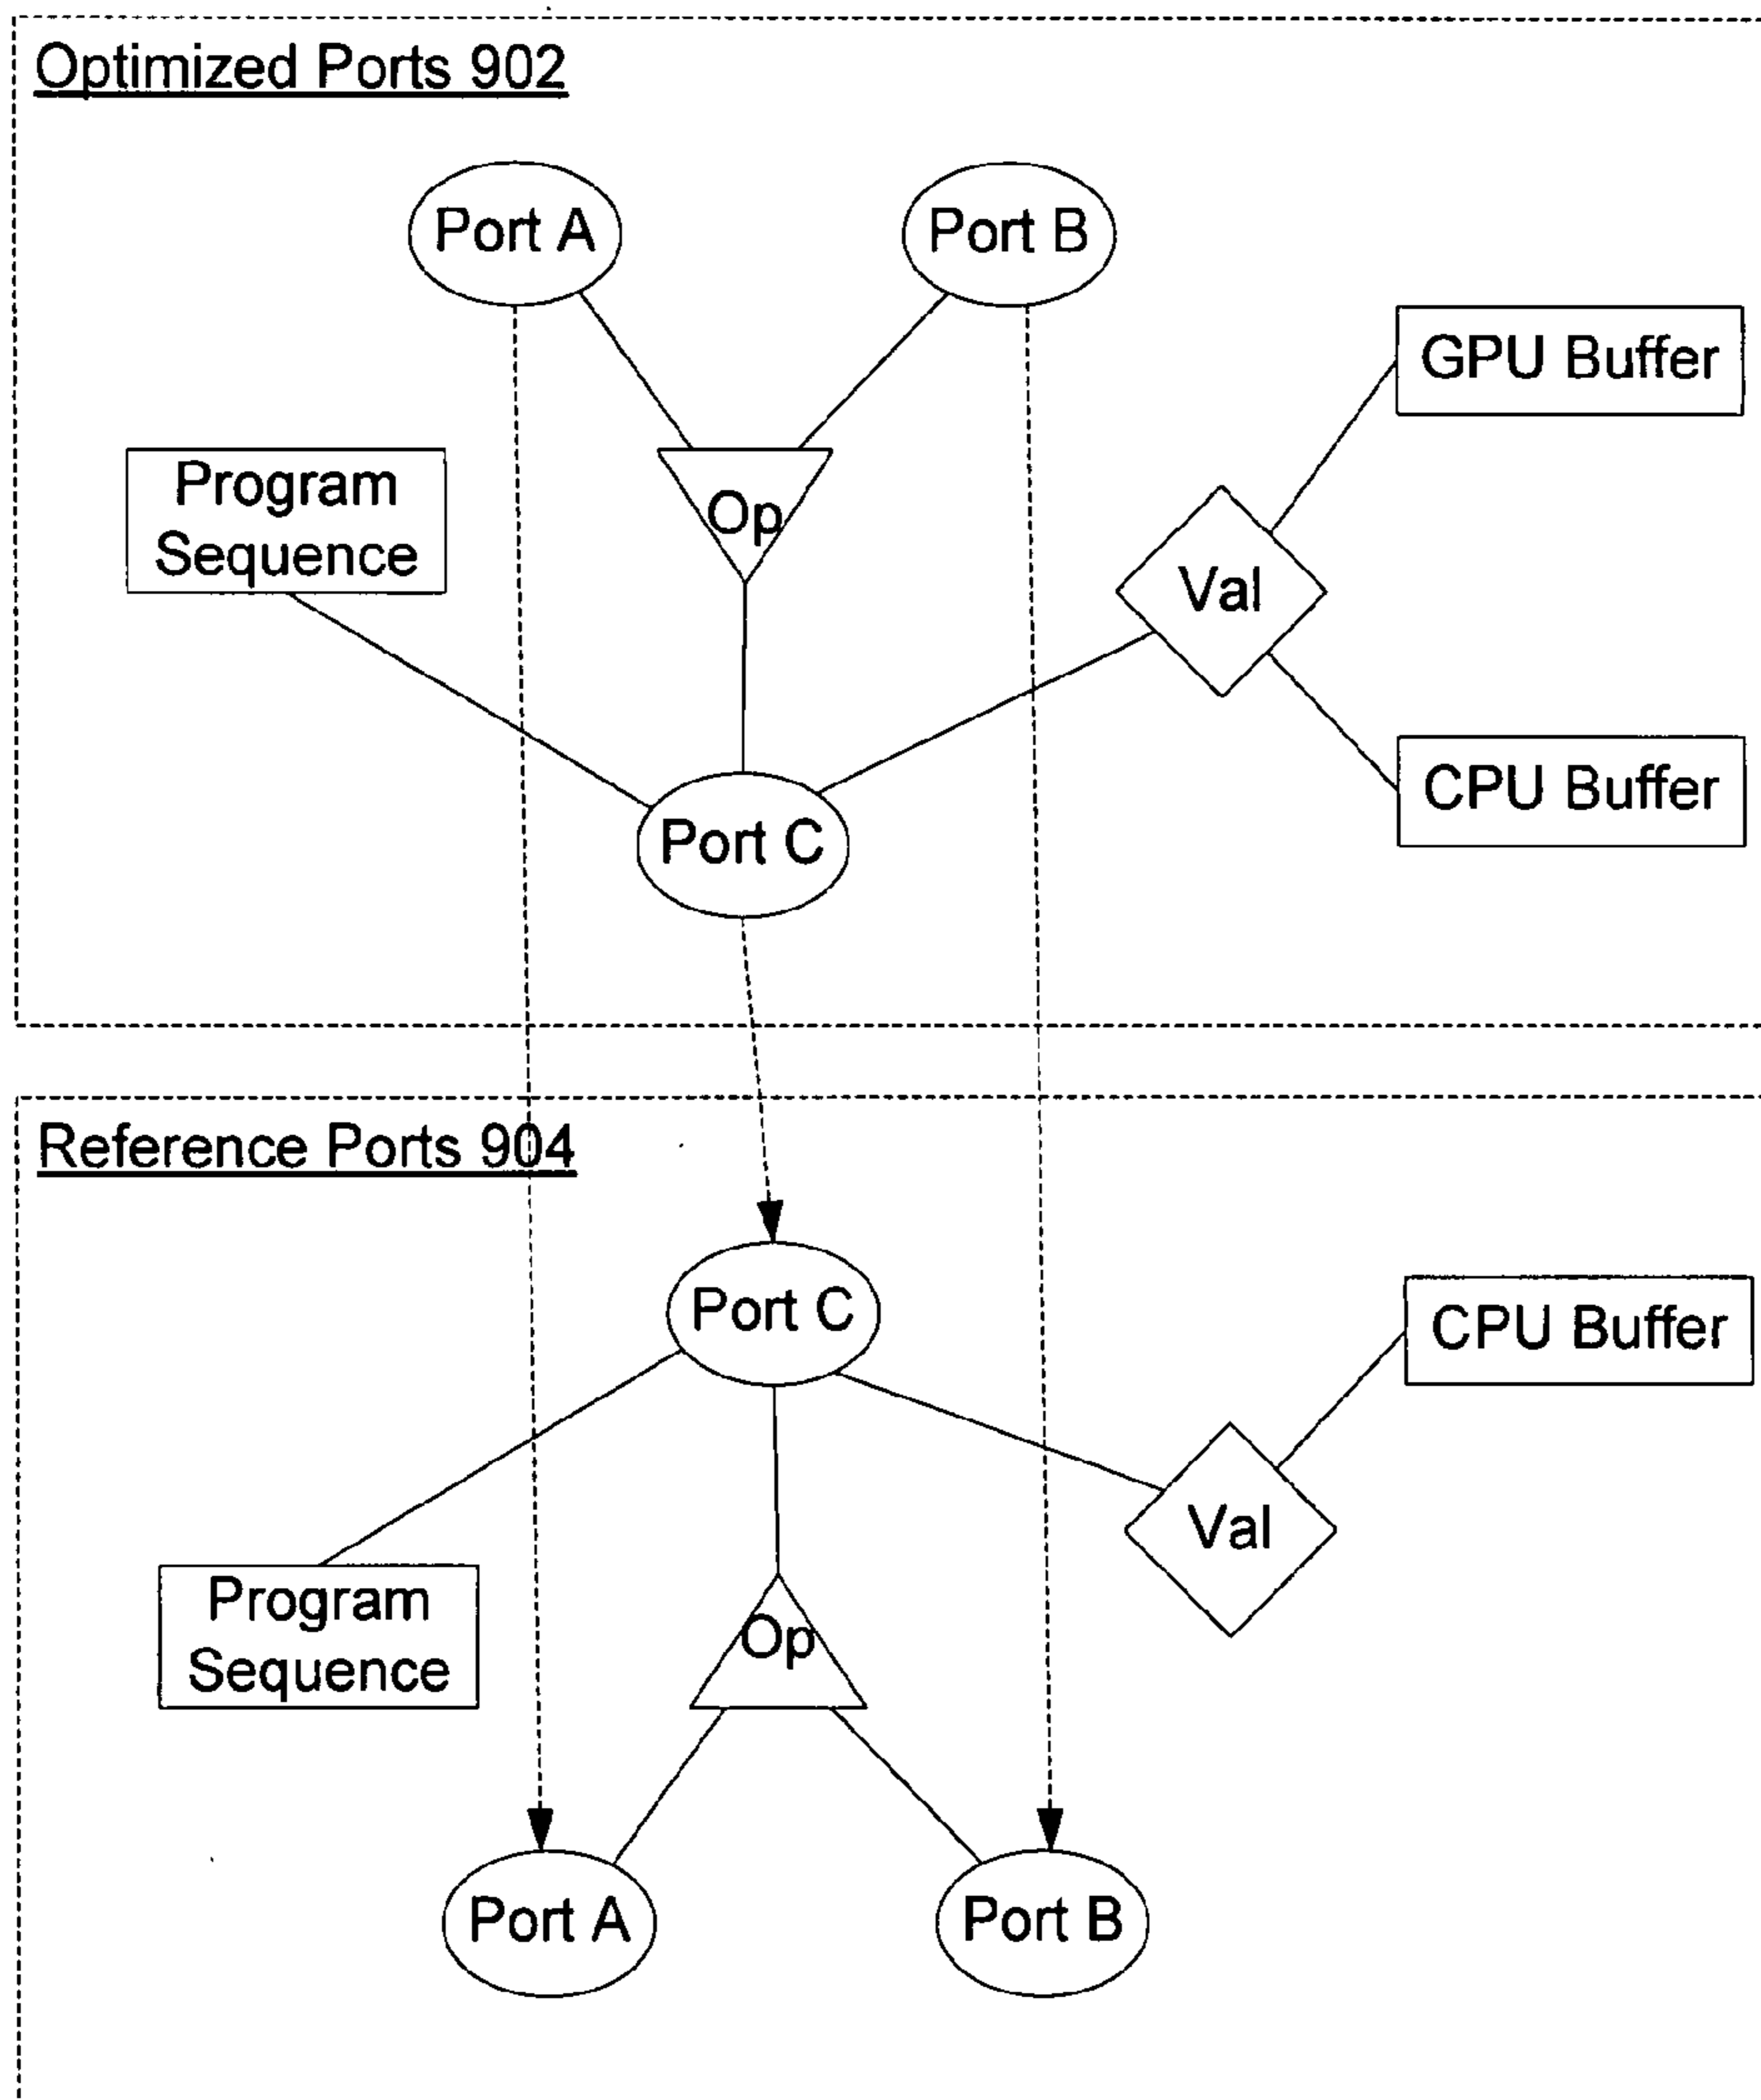 Optimized Ports 902
Port A
Port B
GPU Buffer
Program
Sequence
Op
Val
CPU Buffer
Port C
Reference Ports 904
Port C
CPU Buffer
Val
Program
Sequence
Op
Port A
Port B